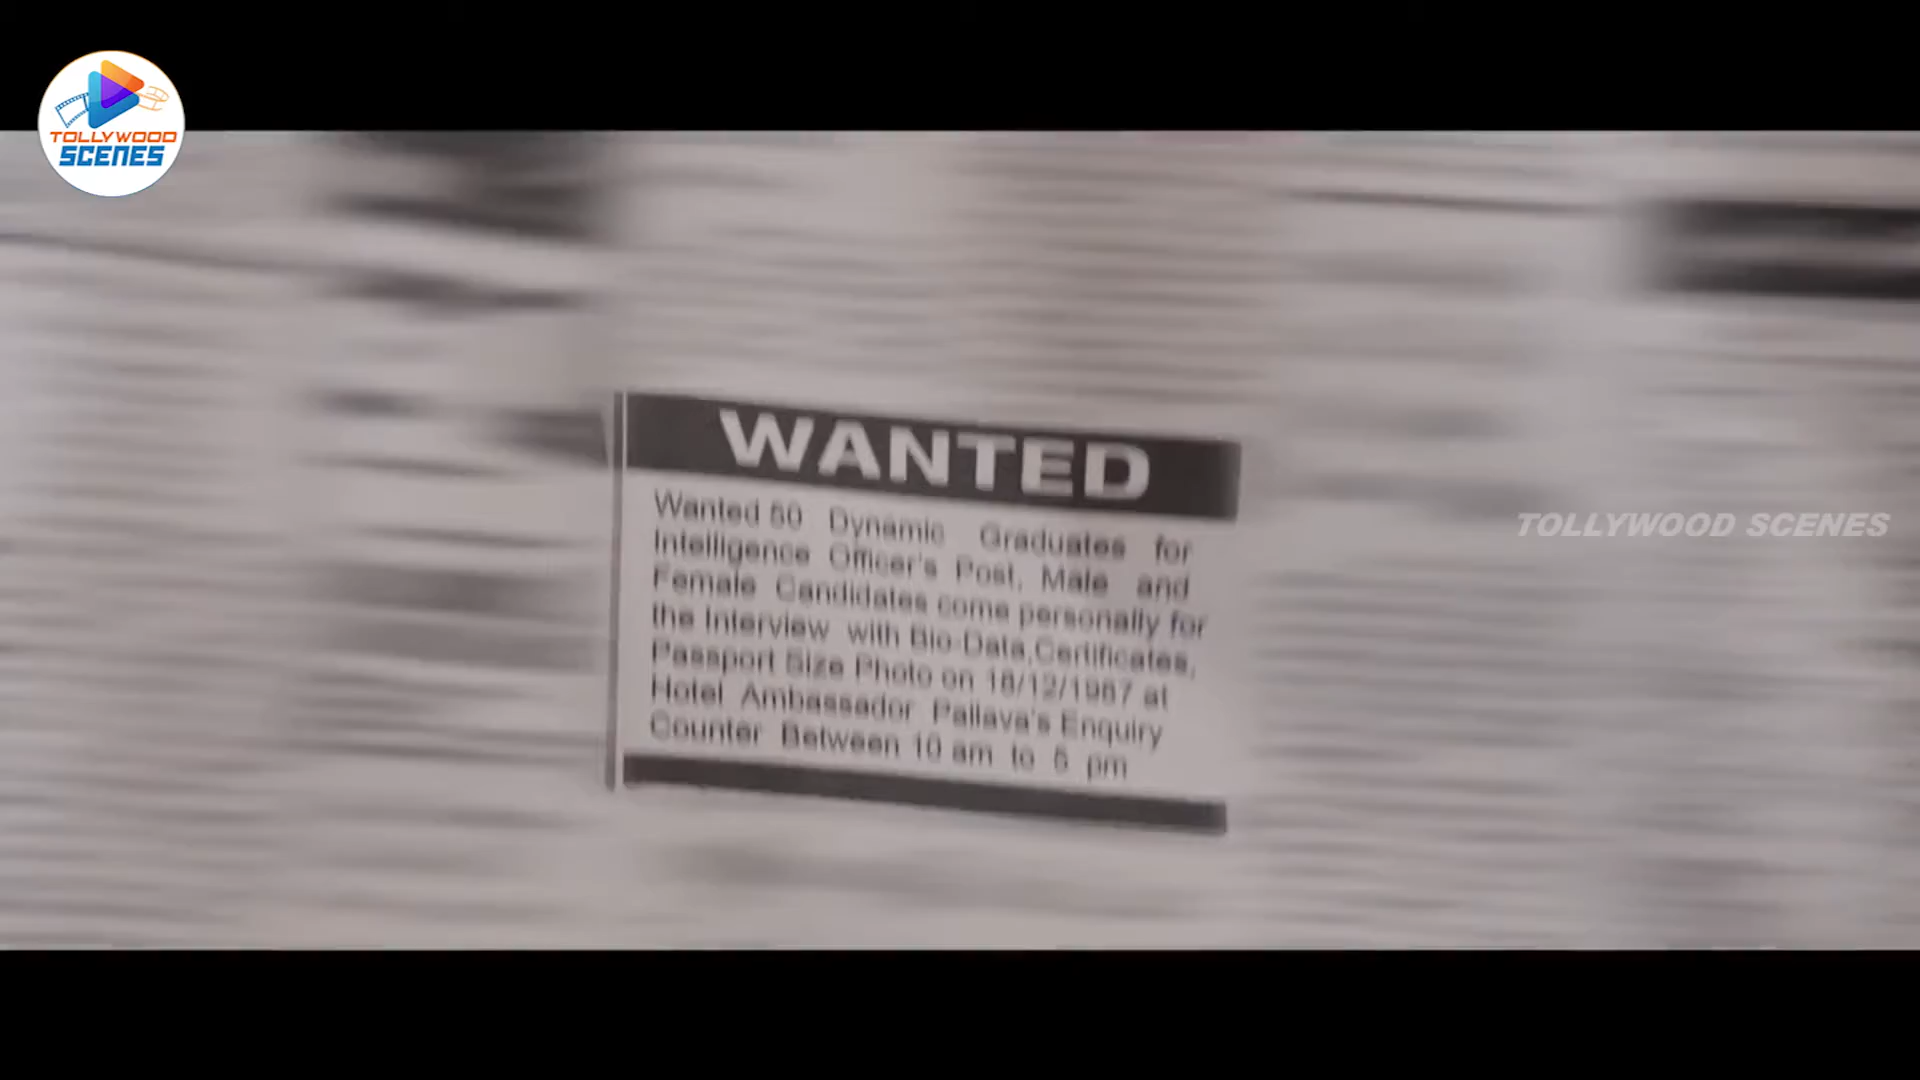 TOLLYWOOD
SCENES
WANTED
Wanted 50 Dynamic Graduates for
Intelligence Officer's Post, Male and
Female Candidates come personally for
the Interview with Bio-Data,Certificates,
Passport Size Photo on 18/12/1987 at
Hotel Ambassador Pallava's Enquiry
Counter Between 10 am to 5 pm
TOLLYWOOD SCENES